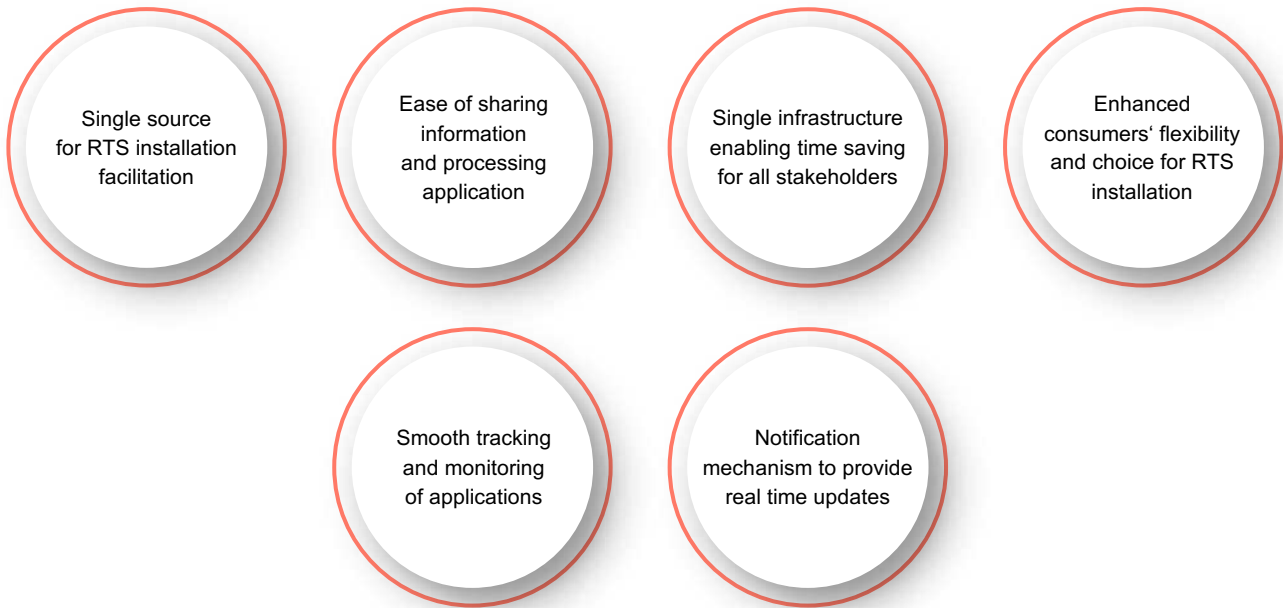 Single source
for RTS installation
facilitation
Ease of sharing
information
and processing
application
Single infrastructure
enabling time saving
for all stakeholders
Enhanced
consumers‘ flexibility
and choice for RTS
installation
Smooth tracking
and monitoring
of applications
Notification
mechanism to provide
real time updates